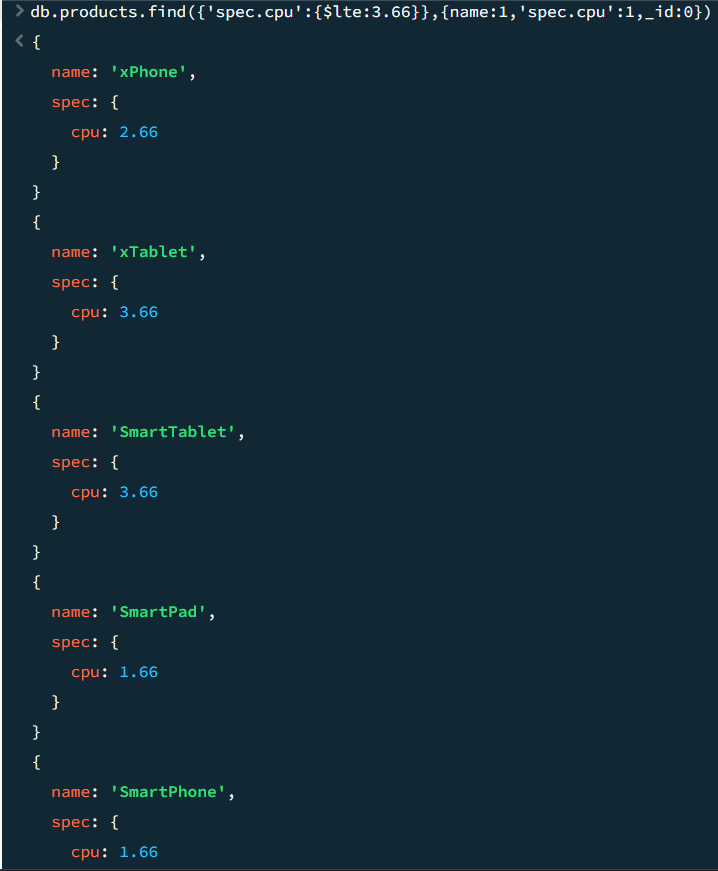 > db.products.find({'spec.cpu':{$lte:3.66}},{name:1,'spec.cpu':1,_id:0})
< {
    name: 'xPhone',
    spec: {
      cpu: 2.66
    }
  }
  {
    name: 'xTablet',
    spec: {
      cpu: 3.66
    }
  }
  {
    name: 'SmartTablet',
    spec: {
      cpu: 3.66
    }
  }
  {
    name: 'SmartPad',
    spec: {
      cpu: 1.66
    }
  }
  {
    name: 'SmartPhone',
    spec: {
      cpu: 1.66